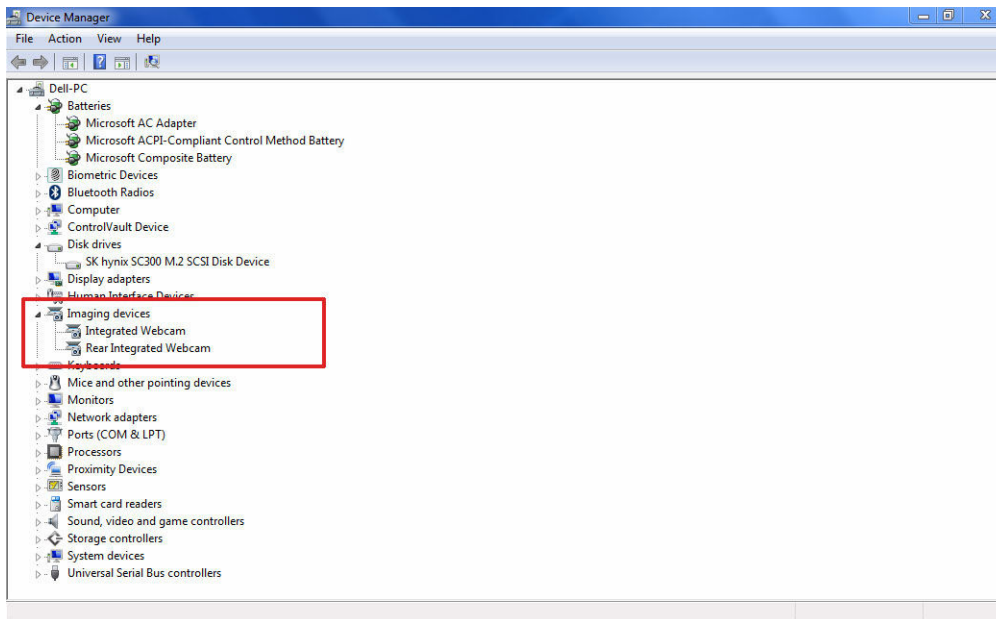 Device Manager
File Action View Help
Dell-PC
Batteries
Microsoft AC Adapter
Microsoft ACPI-Compliant Control Method Battery
Microsoft Composite Battery
Biometric Devices
Bluetooth Radios
Computer
ControlVault Device
Disk drives
SK hynix SC300 M.2 SCSI Disk Device
Display adapters
Human Interface Devices
Imaging devices
Integrated Webcam
Rear Integrated Webcam
Keyboards
Mice and other pointing devices
Monitors
Network adapters
Ports (COM & LPT)
Processors
Proximity Devices
Sensors
Smart card readers
Sound, video and game controllers
Storage controllers
System devices
Universal Serial Bus controllers